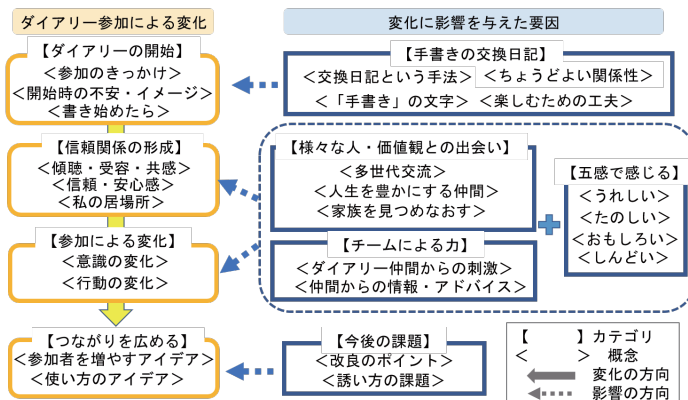 ダイアリー参加による変化
変化に影響を与えた要因
【ダイアリーの開始】
<参加のきっかけ>
<開始時の不安・イメージ>
<書き始めたら>
【手書きの交換日記】
<交換日記という手法> <ちょうどよい関係性>
<「手書き」の文字> <楽しむための工夫>
【信頼関係の形成】
<傾聴・受容・共感>
<信頼・安心感>
<私の居場所>
【様々な人・価値観との出会い】
<多世代交流>
<人生を豊かにする仲間>
<家族を見つめなおす>
【五感で感じる】
<うれしい>
<たのしい>
<おもしろい>
<しんどい>
【参加による変化】
<意識の変化>
<行動の変化>
【チームによる力】
<ダイアリー仲間からの刺激>
<仲間からの情報・アドバイス>
【つながりを広める】
<参加者を増やすアイデア>
<使い方のアイデア>
【今後の課題】
<改良のポイント>
<誘い方の課題>
【 】カテゴリ
< > 概念
変化の方向
影響の方向